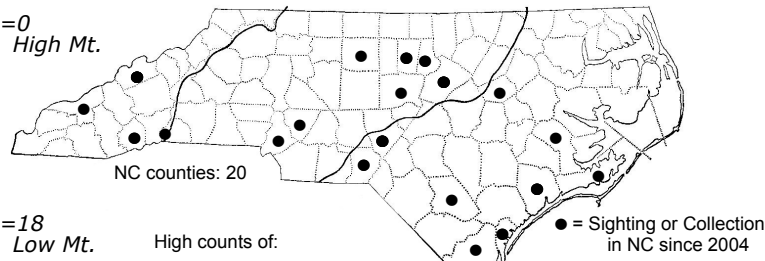 =0
High Mt.
NC counties: 20
=18
Low Mt.
High counts of:
● = Sighting or Collection
in NC since 2004